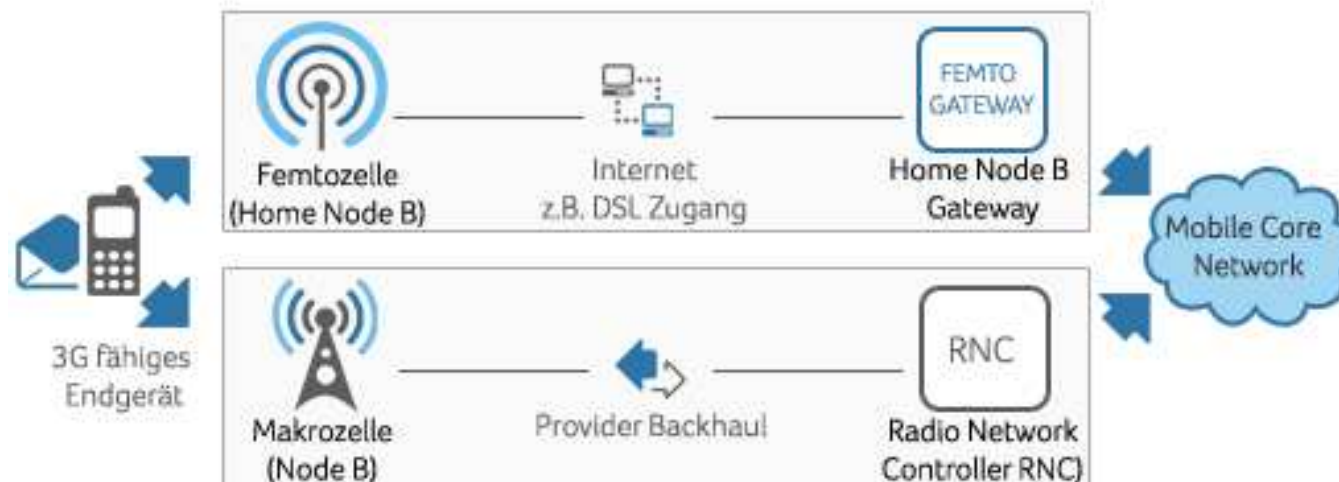 FEMTO
GATEWAY
Femtozelle
(Home Node B)
Internet
z.B. DSL Zugang
Home Node B
Gateway
Mobile Core
Network
3G fähiges
Endgerät
RNC
Makrozelle
(Node B)
Provider Backhaul
Radio Network
Controller RNC)